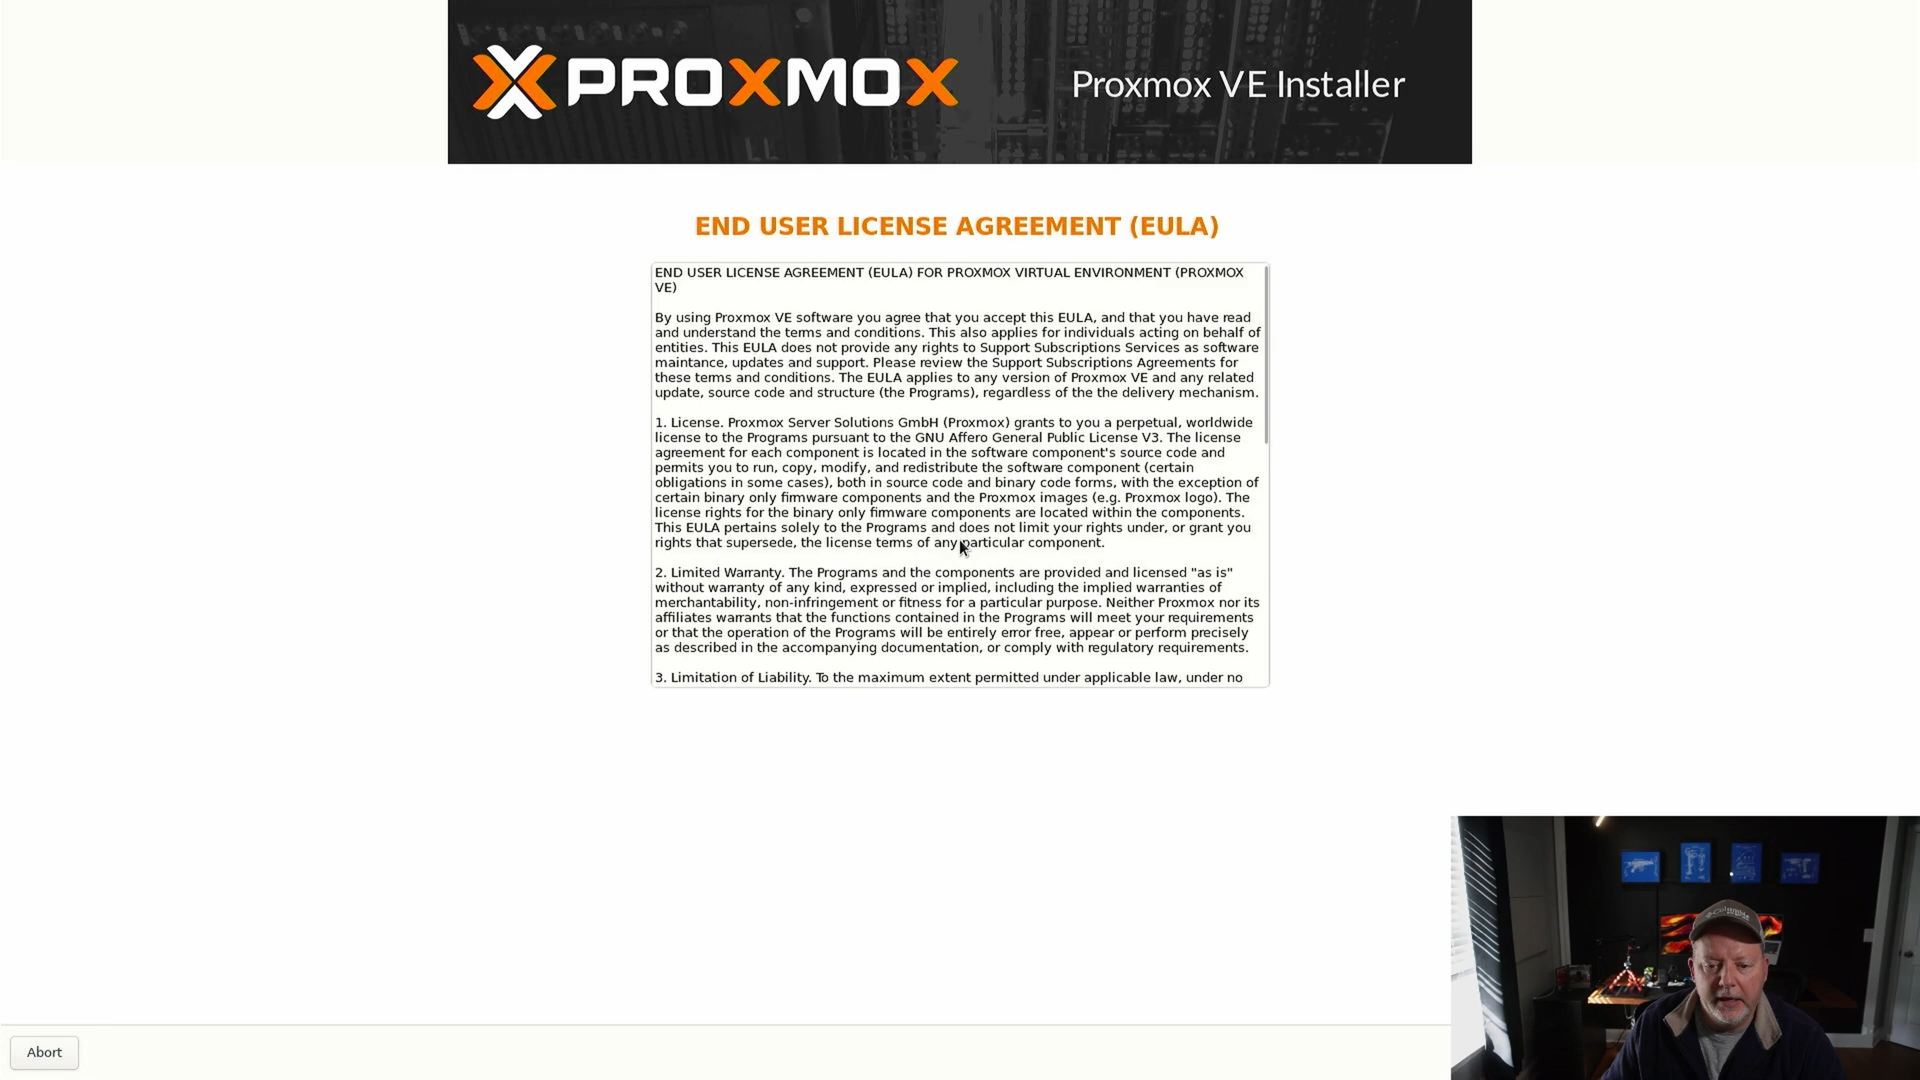 PROXMOX
Proxmox VE Installer
END USER LICENSE AGREEMENT (EULA)
END USER LICENSE AGREEMENT (EULA) FOR PROXMOX VIRTUAL ENVIRONMENT (PROXMOX
VE)
By using Proxmox VE software you agree that you accept this EULA, and that you have read
and understand the terms and conditions. This also applies for individuals acting on behalf of
entities. This EULA does not provide any rights to Support Subscriptions Services as software
maintance, updates and support. Please review the Support Subscriptions Agreements for
these terms and conditions. The EULA applies to any version of Proxmox VE and any related
update, source code and structure (the Programs), regardless of the the delivery mechanism.
1. License. Proxmox Server Solutions GmbH (Proxmox) grants to you a perpetual, worldwide
license to the Programs pursuant to the GNU Affero General Public License V3. The license
agreement for each component is located in the software component's source code and
permits you to run, copy, modify, and redistribute the software component (certain
obligations in some cases), both in source code and binary code forms, with the exception of
certain binary only firmware components and the Proxmox images (e.g. Proxmox logo). The
license rights for the binary only firmware components are located within the components.
This EULA pertains solely to the Programs and does not limit your rights under, or grant you
rights that supersede, the license terms of any particular component.
2. Limited Warranty. The Programs and the components are provided and licensed "as is"
without warranty of any kind, expressed or implied, including the implied warranties of
merchantability, non-infringement or fitness for a particular purpose. Neither Proxmox nor its
affiliates warrants that the functions contained in the Programs will meet your requirements
or that the operation of the Programs will be entirely error free, appear or perform precisely
as described in the accompanying documentation, or comply with regulatory requirements.
3. Limitation of Liability. To the maximum extent permitted under applicable law, under no
Columbia
Abort